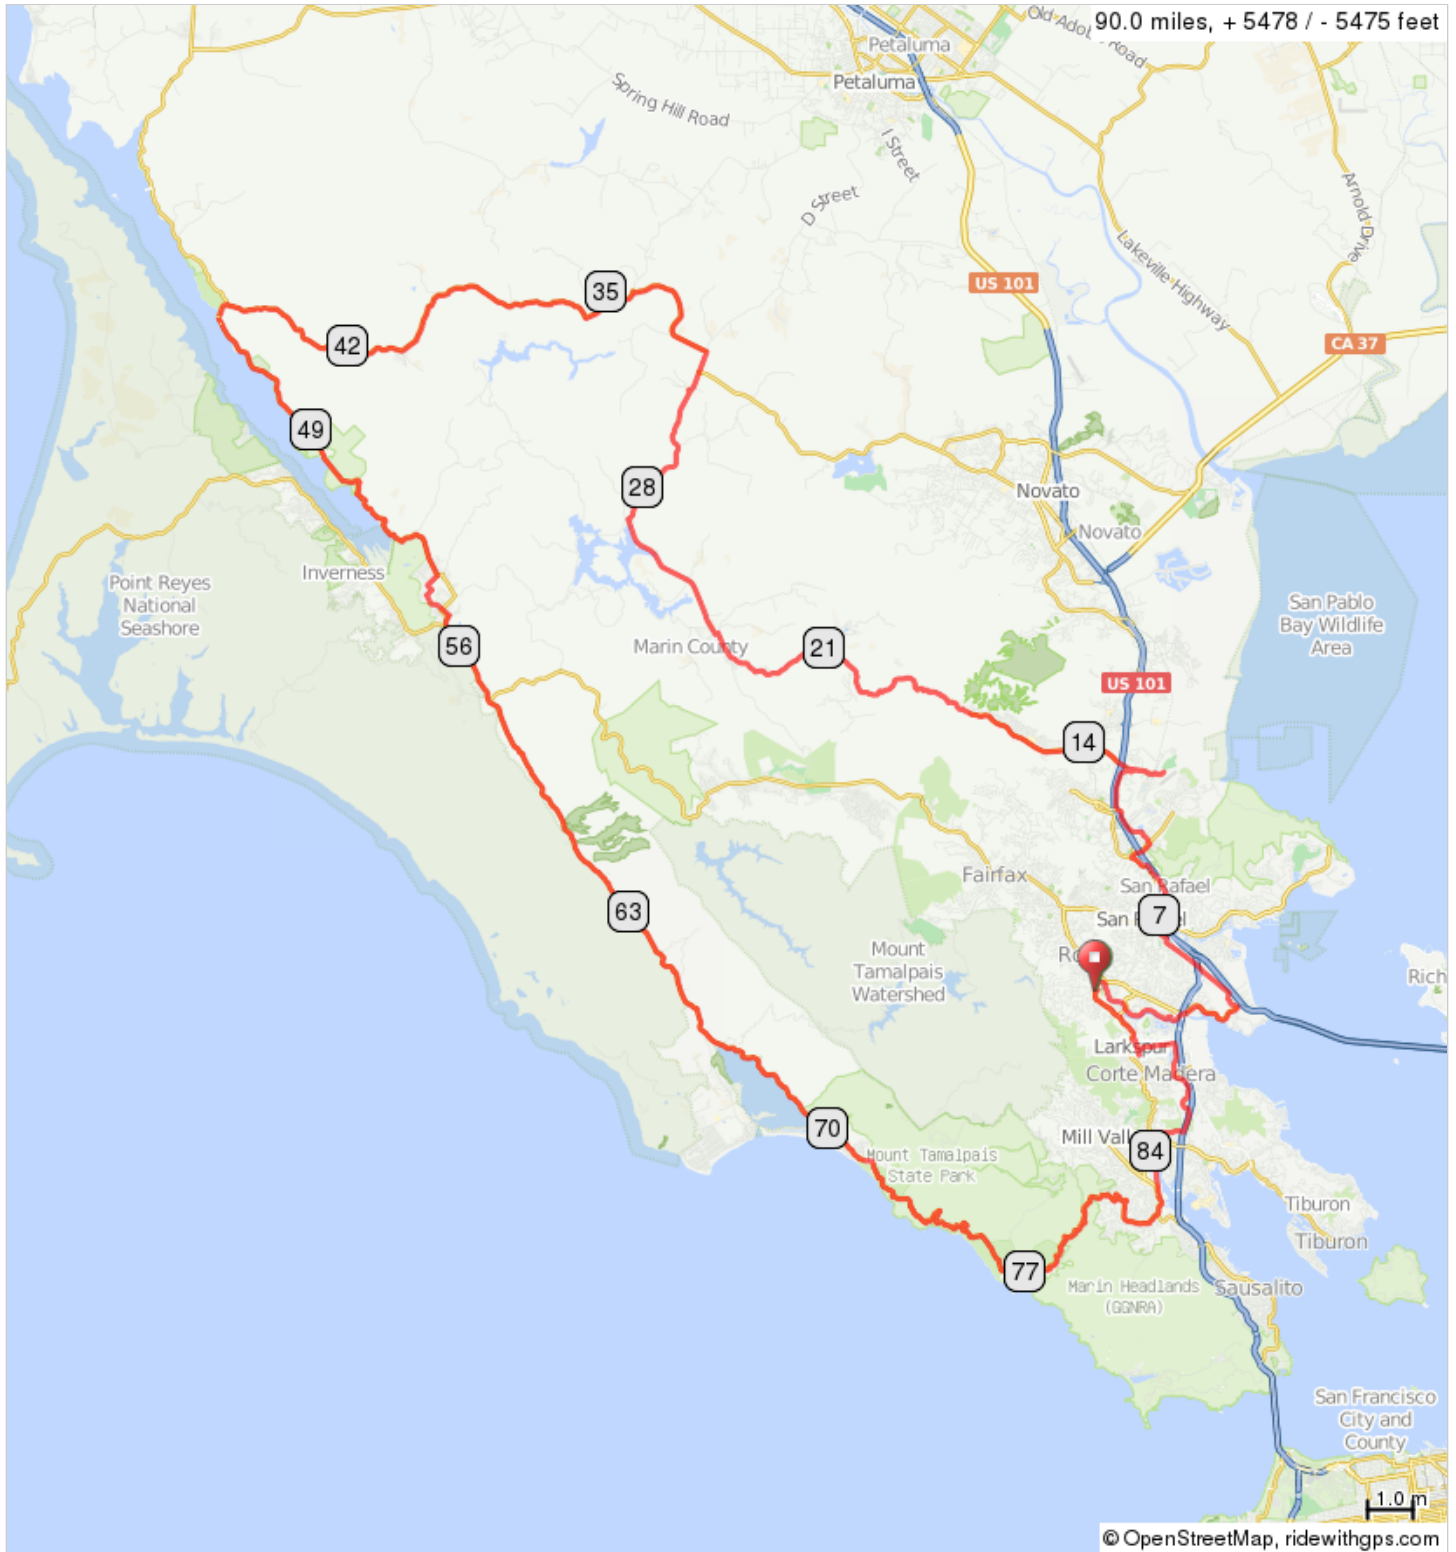 90.0 miles, + 5478 / - 5475 feet
Petaluma
Petaluma
Spring Hill Road
I Street
D Street
Arnold Drive
Lakeville Highway
US 101
CA 37
35
42
49
28
Novato
Novato
Inverness
Point Reyes
National
Seashore
San Pablo
Bay Wildlife
Area
56
Marin County
21
US 101
14
Fairfax
San Rafael
7
63
Mount
Tamalpais
Watershed
Larkspur
Corte Madera
70
Mill Vall
84
Mount Tamalpais
State Park
Tiburon
Tiburon
77
Marin Headlands
(GGNRA)
Sausalito
San Francisco
City and
County
1.0 m
© OpenStreetMap, ridewithgps.com